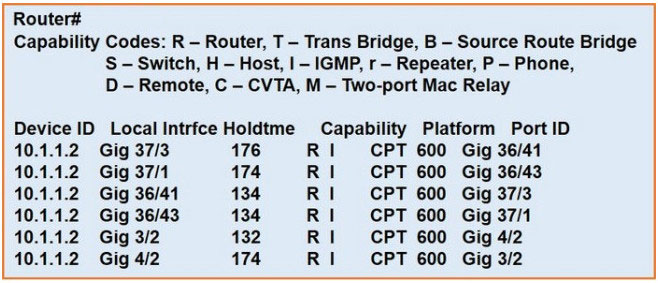 Router#
Capability Codes: R – Router, T – Trans Bridge, B – Source Route Bridge
S – Switch, H – Host, I – IGMP, r – Repeater, P – Phone,
D – Remote, C – CVTA, M – Two-port Mac Relay
Device ID Local Intrfce Holdtme Capability Platform Port ID
10.1.1.2 Gig 37/3 176 R I CPT 600 Gig 36/41
10.1.1.2 Gig 37/1 174 R I CPT 600 Gig 36/43
10.1.1.2 Gig 36/41 134 R I CPT 600 Gig 37/3
10.1.1.2 Gig 36/43 134 R I CPT 600 Gig 37/1
10.1.1.2 Gig 3/2 132 R I CPT 600 Gig 4/2
10.1.1.2 Gig 4/2 174 R I CPT 600 Gig 3/2